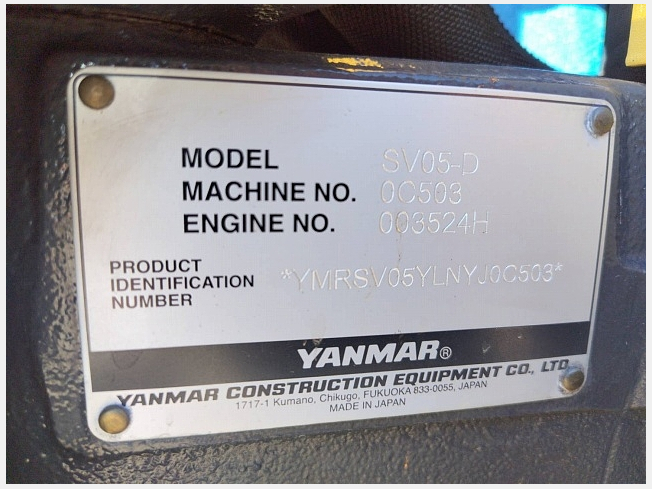 MODEL SV05-D
MACHINE NO. 0C503
ENGINE NO. 003524H
PRODUCT
IDENTIFICATION
NUMBER
*YMRSV05YLNYJ0C503*
YANMAR®
YANMAR CONSTRUCTION EQUIPMENT CO., LTD
1717-1 Kumano, Chikugo, FUKUOKA 833-0055, JAPAN
MADE IN JAPAN